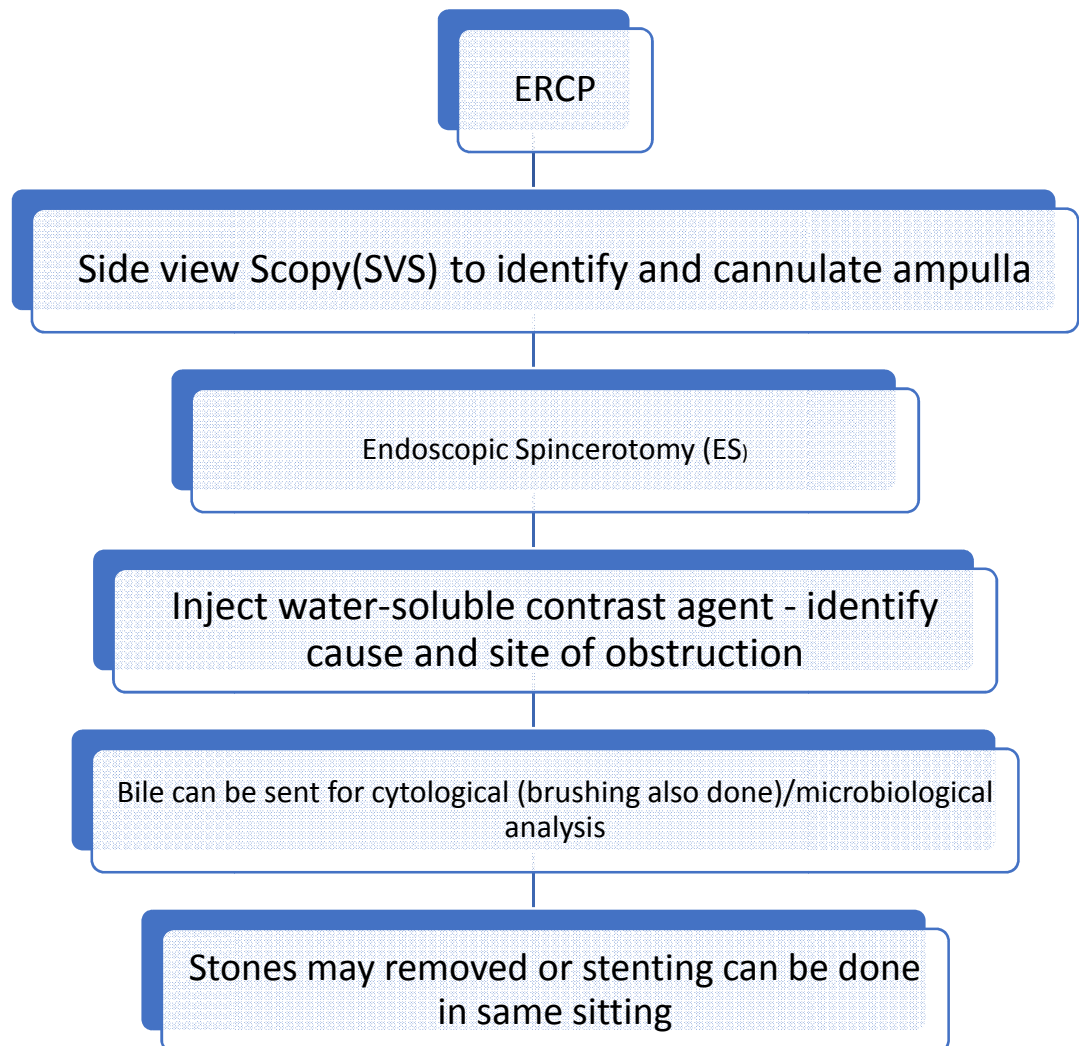 ERCP
Side view Scopy(SVS) to identify and cannulate ampulla
Endoscopic Spincerotomy (ES)
Inject water-soluble contrast agent - identify
cause and site of obstruction
Bile can be sent for cytological (brushing also done)/microbiological
analysis
Stones may removed or stenting can be done
in same sitting